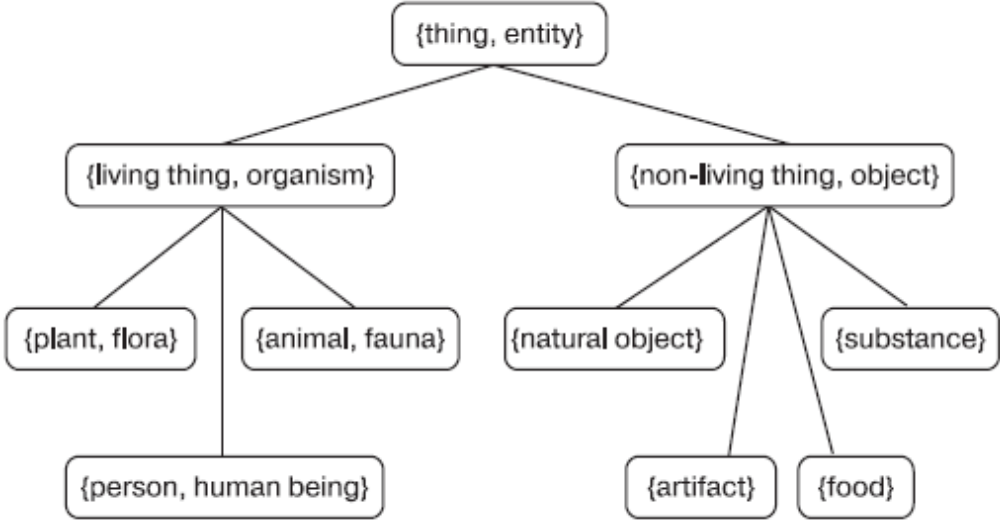 {thing, entity}
{living thing, organism}
{non-living thing, object}
{plant, flora}
{animal, fauna}
{natural object}
{substance}
{person, human being}
{artifact}
{food}